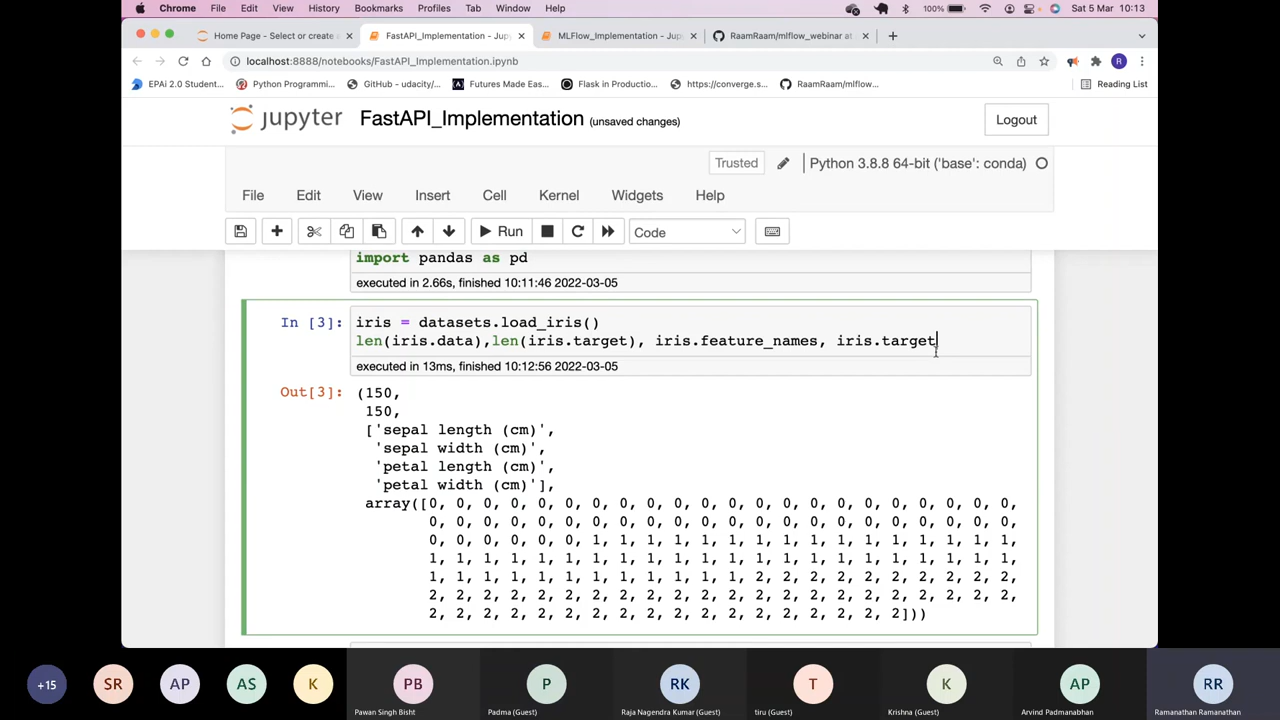 Chrome File Edit View History Bookmarks Profiles Tab Window Help 100% Sat 5 Mar 10:13
Home Page - Select or create a FastAPI_Implementation - Jup MLFlow_Implementation - Jup RaamRaam/mlflow_webinar at
localhost:8888/notebooks/FastAPI_Implementation.ipynb R
EPAi 2.0 Student... Python Programmi... GitHub - udacity/... Futures Made Eas... Flask in Productio... https://converge.s... RaamRaam/mlflow... Reading List
jupyter FastAPI_Implementation (unsaved changes) Logout
Trusted Python 3.8.8 64-bit ('base': conda)
File Edit View Insert Cell Kernel Widgets Help
Run Code
import pandas as pd
executed in 2.66s, finished 10:11:46 2022-03-05
In [3]: iris = datasets.load_iris()
len(iris.data),len(iris.target), iris.feature_names, iris.target
executed in 13ms, finished 10:12:56 2022-03-05
Out[3]: (150,
150,
['sepal length (cm)',
'sepal width (cm)',
'petal length (cm)',
'petal width (cm)'],
array([0, 0, 0, 0, 0, 0, 0, 0, 0, 0, 0, 0, 0, 0, 0, 0, 0, 0, 0, 0, 0, 0,
0, 0, 0, 0, 0, 0, 0, 0, 0, 0, 0, 0, 0, 0, 0, 0, 0, 0, 0, 0, 0, 0,
0, 0, 0, 0, 0, 0, 1, 1, 1, 1, 1, 1, 1, 1, 1, 1, 1, 1, 1, 1, 1, 1,
1, 1, 1, 1, 1, 1, 1, 1, 1, 1, 1, 1, 1, 1, 1, 1, 1, 1, 1, 1, 1, 1,
1, 1, 1, 1, 1, 1, 1, 1, 1, 1, 1, 1, 2, 2, 2, 2, 2, 2, 2, 2, 2, 2,
2, 2, 2, 2, 2, 2, 2, 2, 2, 2, 2, 2, 2, 2, 2, 2, 2, 2, 2, 2, 2, 2,
2, 2, 2, 2, 2, 2, 2, 2, 2, 2, 2, 2, 2, 2, 2, 2, 2, 2]))
+15 SR AP AS K PB P RK T K AP RR
Pawan Singh Bisht Padma (Guest) Raja Nagendra Kumar (Guest) tiru (Guest) Krishna (Guest) Arvind Padmanabhan Ramanathan Ramanathan